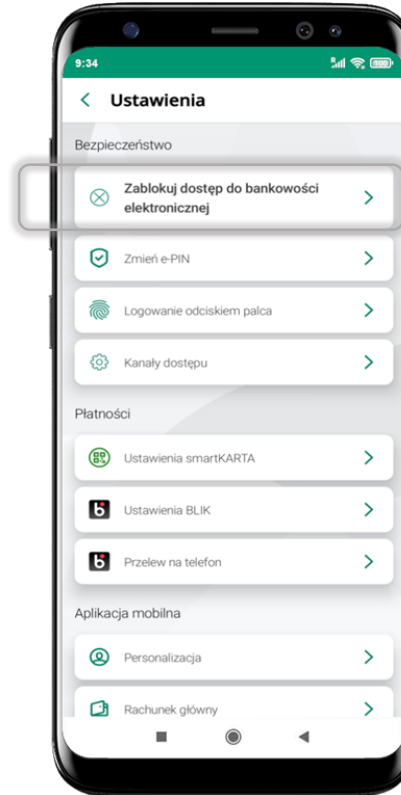 9:34
Ustawienia
Bezpieczeństwo
Zablokuj dostęp do bankowości
elektronicznej
Zmień e-PIN
Logowanie odciskiem palca
Kanały dostępu
Płatności
Ustawienia smartKARTA
Ustawienia BLIK
Przelew na telefon
Aplikacja mobilna
Personalizacja
Rachunek główny